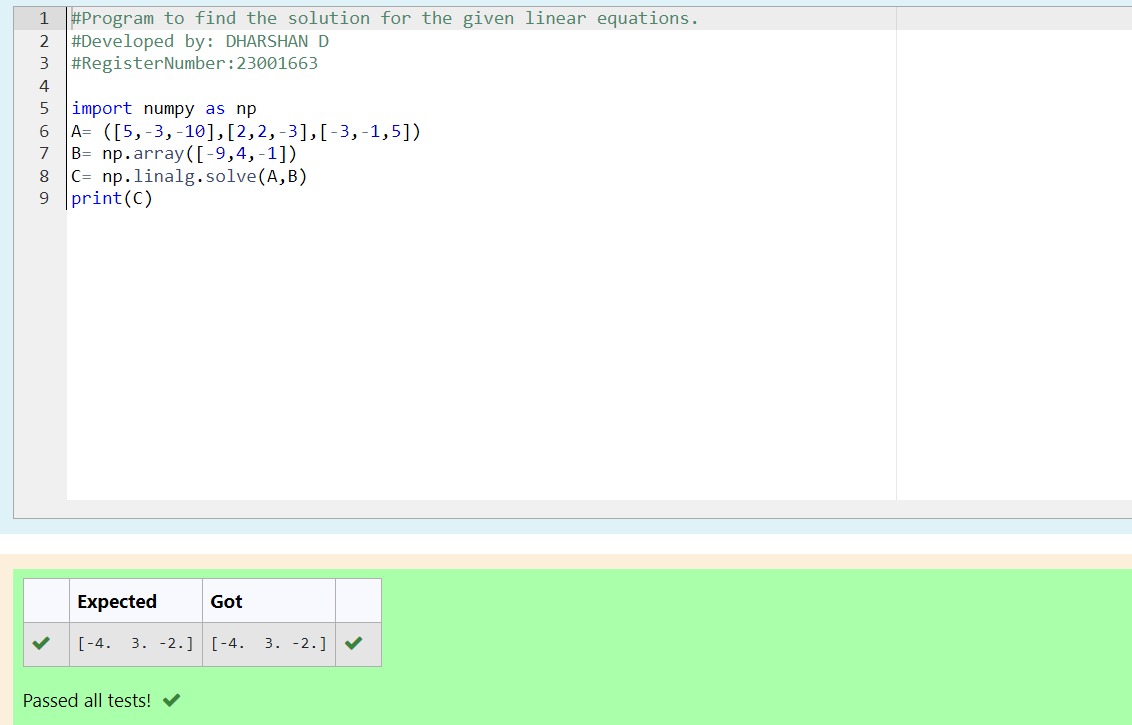 1 #Program to find the solution for the given linear equations.
2 #Developed by: DHARSHAN D
3 #RegisterNumber:23001663
4
5 import numpy as np
6 A= ([5,-3,-10],[2,2,-3],[-3,-1,5])
7 B= np.array([-9,4,-1])
8 C= np.linalg.solve(A,B)
9 print(C)
Expected Got
[-4.  3. -2.] [-4.  3. -2.]
Passed all tests!